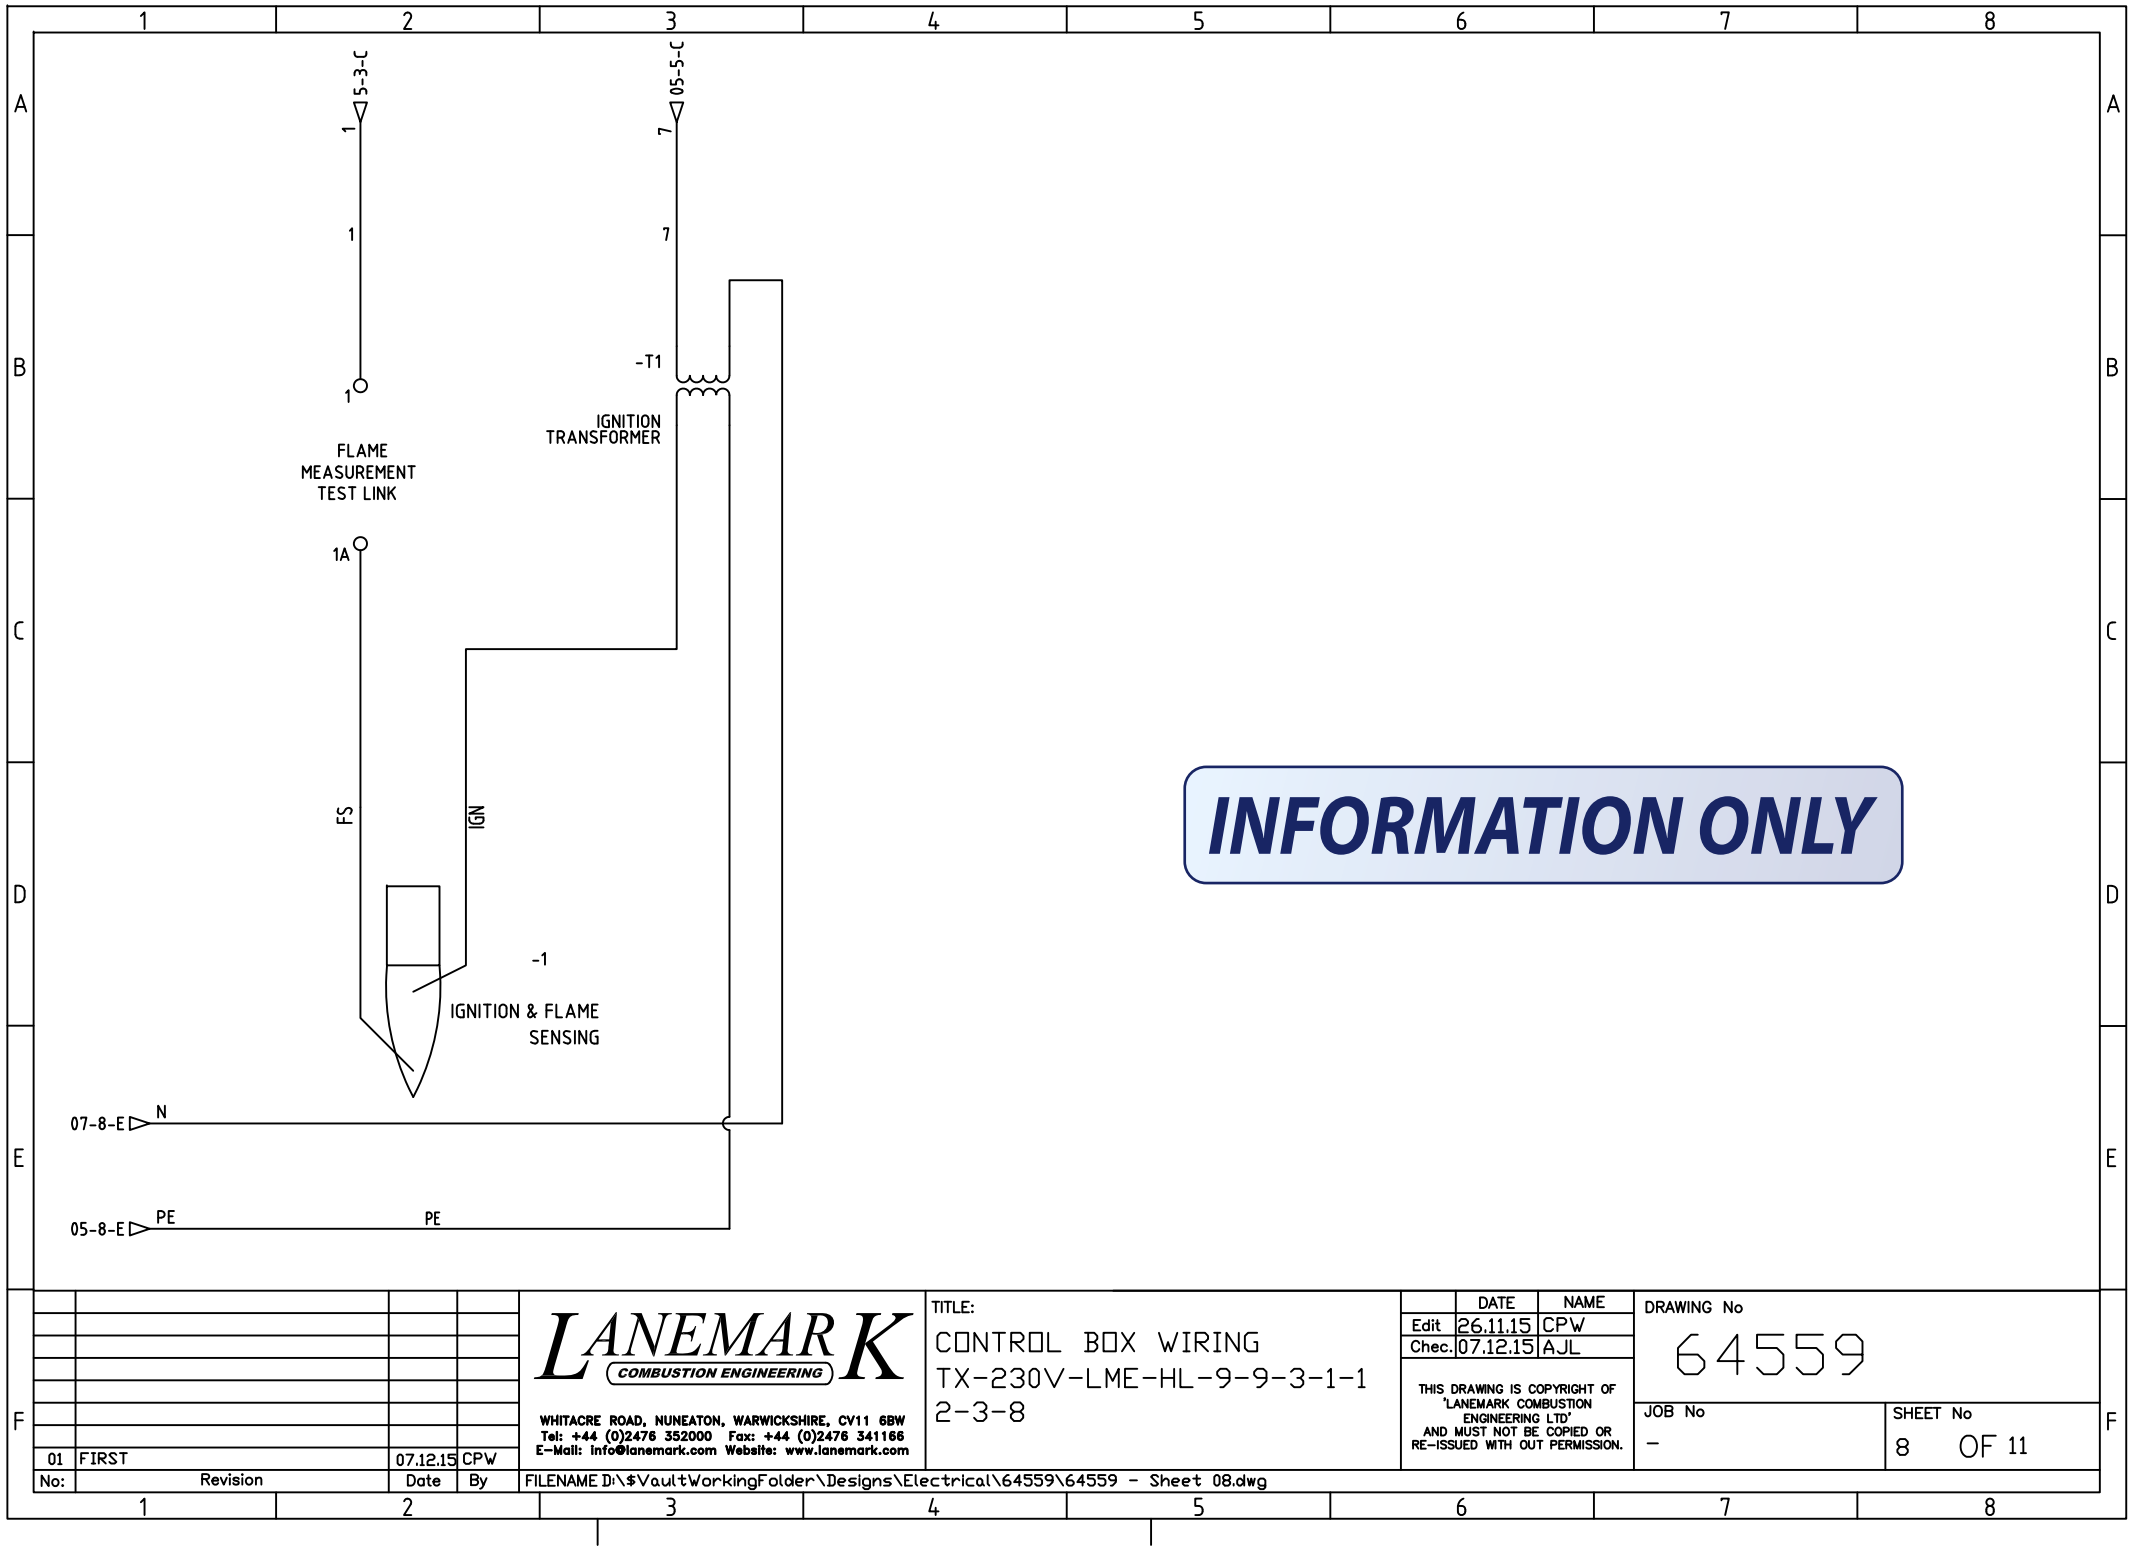 1 2 3 4 5 6 7 8
A A
5-3-C
05-5-C
1
7
1
7
B B
-T1
1
IGNITION
TRANSFORMER
FLAME
MEASUREMENT
TEST LINK
1A
C C
FS
IGN
INFORMATION ONLY
D D
-1
IGNITION & FLAME
SENSING
07-8-E N
E E
05-8-E PE
PE
F F
01 FIRST 07.12.15 CPW
No: Revision Date By
LANEMARK
COMBUSTION ENGINEERING
WHITACRE ROAD, NUNEATON, WARWICKSHIRE, CV11 6BW
Tel: +44 (0)2476 352000 Fax: +44 (0)2476 341166
E-Mail: info@lanemark.com Website: www.lanemark.com
TITLE:
CONTROL BOX WIRING
TX-230V-LME-HL-9-9-3-1-1
2-3-8
DATE NAME
Edit 26.11.15 CPW
Chec. 07.12.15 AJL
THIS DRAWING IS COPYRIGHT OF
'LANEMARK COMBUSTION
ENGINEERING LTD'
AND MUST NOT BE COPIED OR
RE-ISSUED WITH OUT PERMISSION.
DRAWING No
64559
JOB No
-
SHEET No
8 OF 11
FILENAME D:\$VaultWorkingFolder\Designs\Electrical\64559\64559 - Sheet 08.dwg
1 2 3 4 5 6 7 8